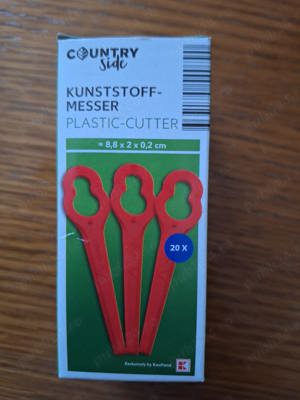 COUNTRY
Side
KUNSTSTOFF-
MESSER
PLASTIC-CUTTER
≈ 8,8 x 2 x 0,2 cm
20 X
Exclusively by Kaufland
K